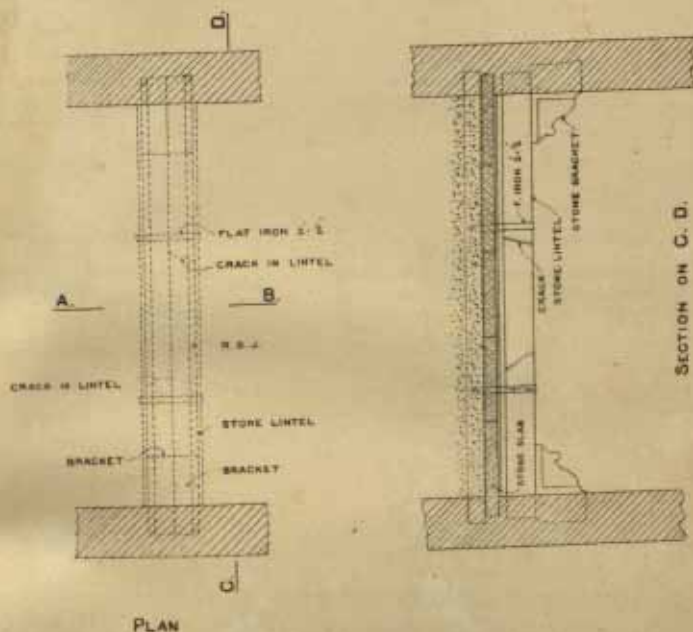 D.
FLAT IRON 2·½
CRACK IN LINTEL
A.
B.
R.S.J.
CRACK IN LINTEL
STONE LINTEL
BRACKET
BRACKET
C.
PLAN
F. IRON 2·½
STONE BRACKET
STONE LINTEL
CRACK
STONE SLAB
SECTION ON C. D.